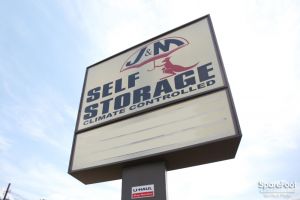 J&M
SELF
STORAGE
CLIMATE CONTROLLED
U-HAUL
SpareFoot